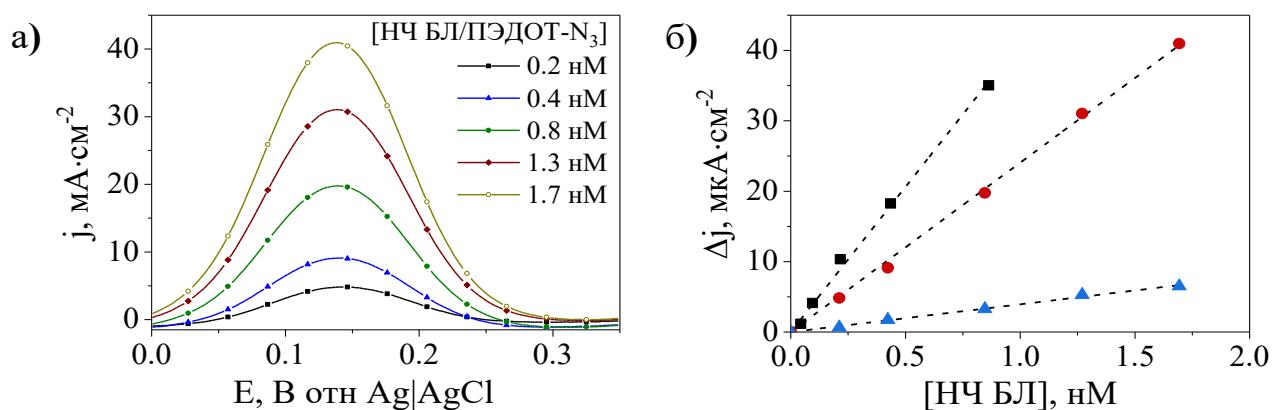 а)
[НЧ БЛ/ПЭДОТ-N₃]
0.2 нМ
0.4 нМ
0.8 нМ
1.3 нМ
1.7 нМ
40
30
20
10
0
j, мА·см⁻²
0.0 0.1 0.2 0.3
E, В отн Ag|AgCl
б)
40
30
20
10
0
Δj, мкА·см⁻²
0.0 0.5 1.0 1.5 2.0
[НЧ БЛ], нМ